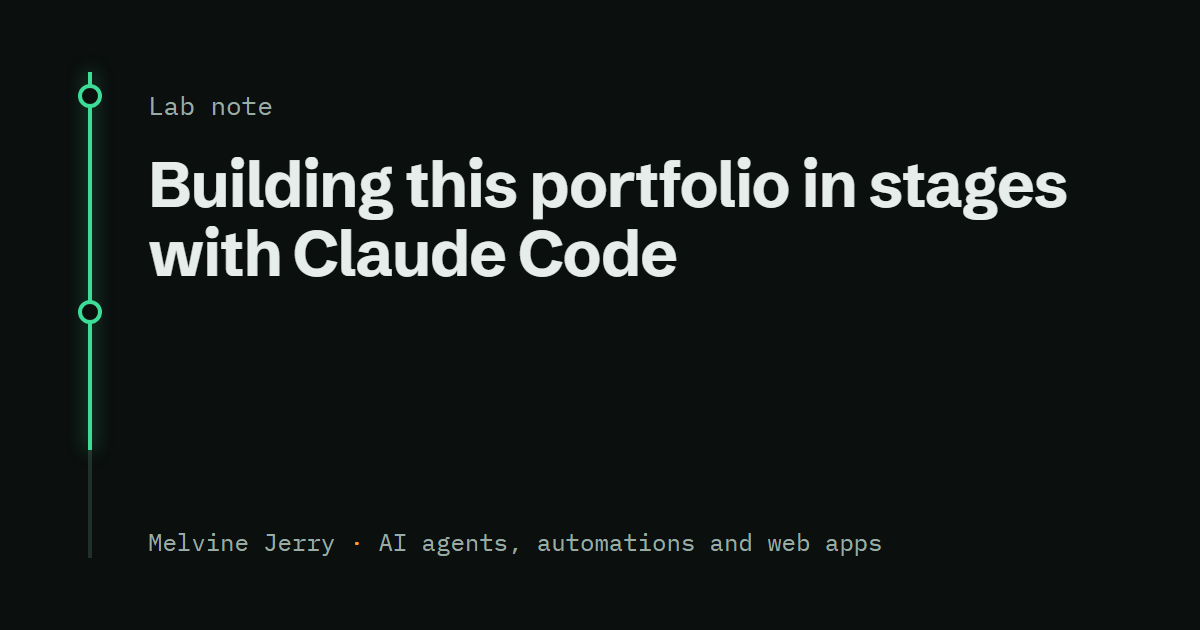 Lab note
Building this portfolio in stages
with Claude Code
Melvine Jerry · AI agents, automations and web apps